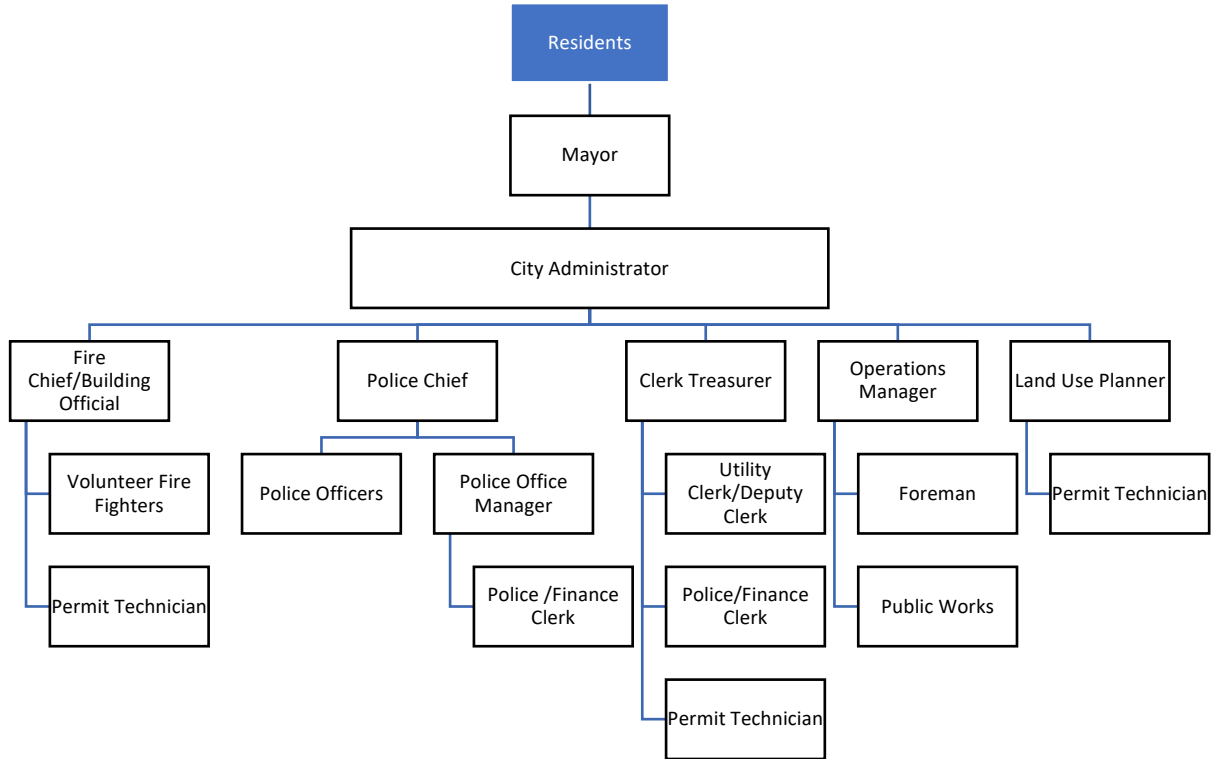 Residents
Mayor
City Administrator
Fire
Chief/Building
Official
Police Chief
Clerk Treasurer
Operations
Manager
Land Use Planner
Volunteer Fire
Fighters
Police Officers
Police Office
Manager
Utility
Clerk/Deputy
Clerk
Foreman
Permit Technician
Permit Technician
Police /Finance
Clerk
Police/Finance
Clerk
Public Works
Permit Technician